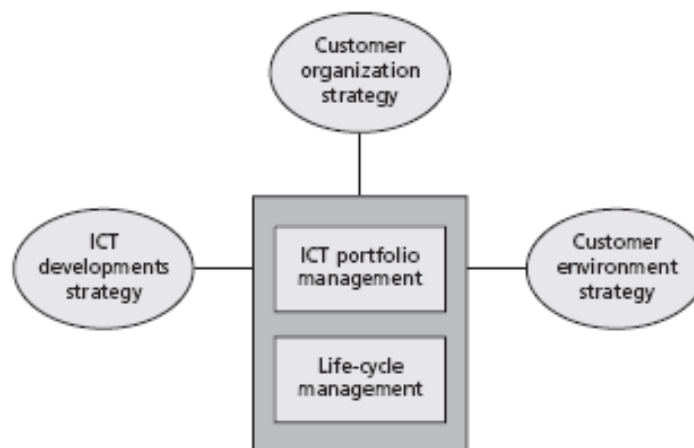 Customer
organization
strategy
ICT
developments
strategy
ICT portfolio
management
Customer
environment
strategy
Life-cycle
management